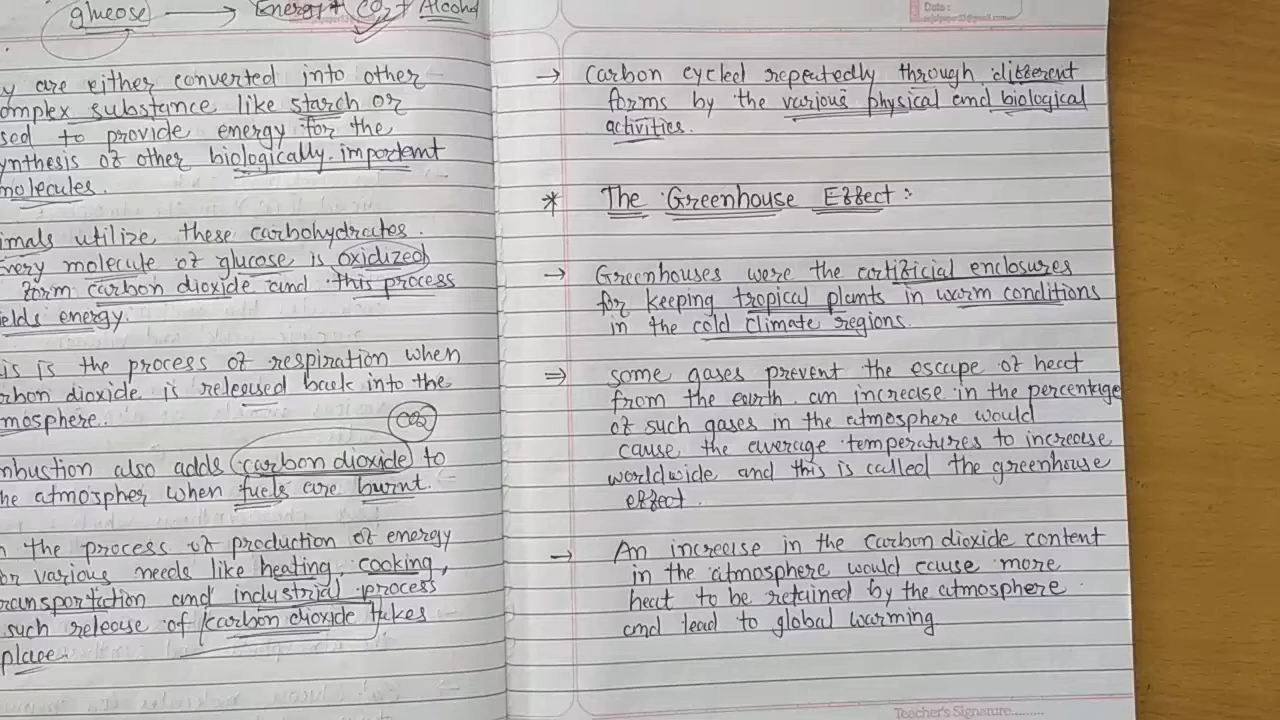 glucose → Energy + CO2 + Alcohol
y are either converted into other
omplex substance like starch or
sed to provide energy for the
ynthesis of other biologically important
molecules.
imals utilize these carbohydrates.
very molecule of glucose is oxidized
form carbon dioxide and this process
ields energy.
is is the process of respiration when
rbon dioxide is released back into the
mosphere.
CO2
mbustion also adds carbon dioxide to
he atmospher when fuels are burnt.
n the process of production of energy
or various needs like heating, cooking,
ransportation and industrial process
such release of carbon dioxide takes
place.
Date:
→ Carbon cycled repeatedly through different
forms by the various physical and biological
activities.
* The Greenhouse Effect:
→ Greenhouses were the artificial enclosures
for keeping tropical plants in warm conditions
in the cold climate regions.
⇒ some gases prevent the escape of heat
from the earth. an increase in the percentage
of such gases in the atmosphere would
cause the average temperatures to increase
worldwide and this is called the greenhouse
effect.
→ An increase in the carbon dioxide content
in the atmosphere would cause more
heat to be retained by the atmosphere
and lead to global warming
Teacher's Signature.........